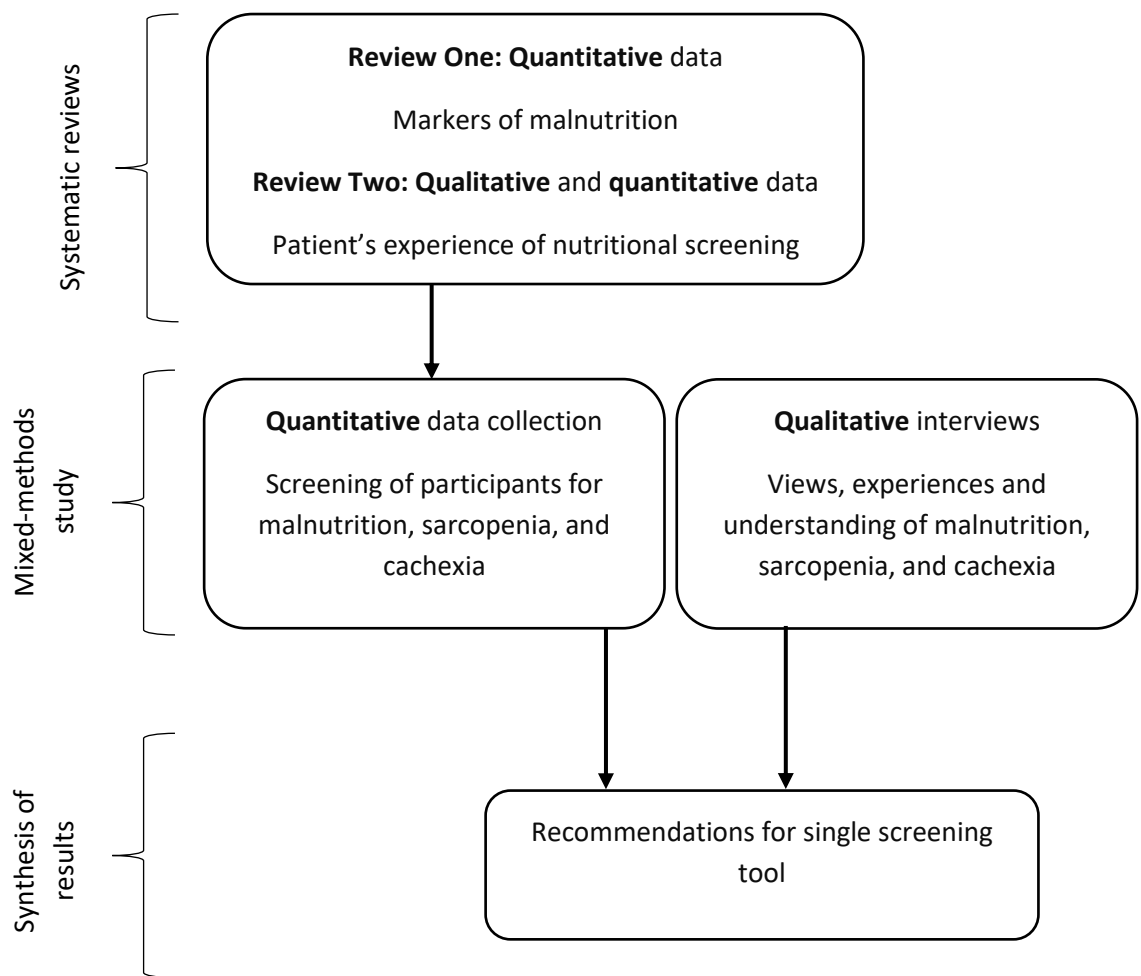 Systematic reviews
Review One: Quantitative data
Markers of malnutrition
Review Two: Qualitative and quantitative data
Patient’s experience of nutritional screening
Mixed-methods
study
Quantitative data collection
Screening of participants for
malnutrition, sarcopenia, and
cachexia
Qualitative interviews
Views, experiences and
understanding of malnutrition,
sarcopenia, and cachexia
Synthesis of
results
Recommendations for single screening
tool